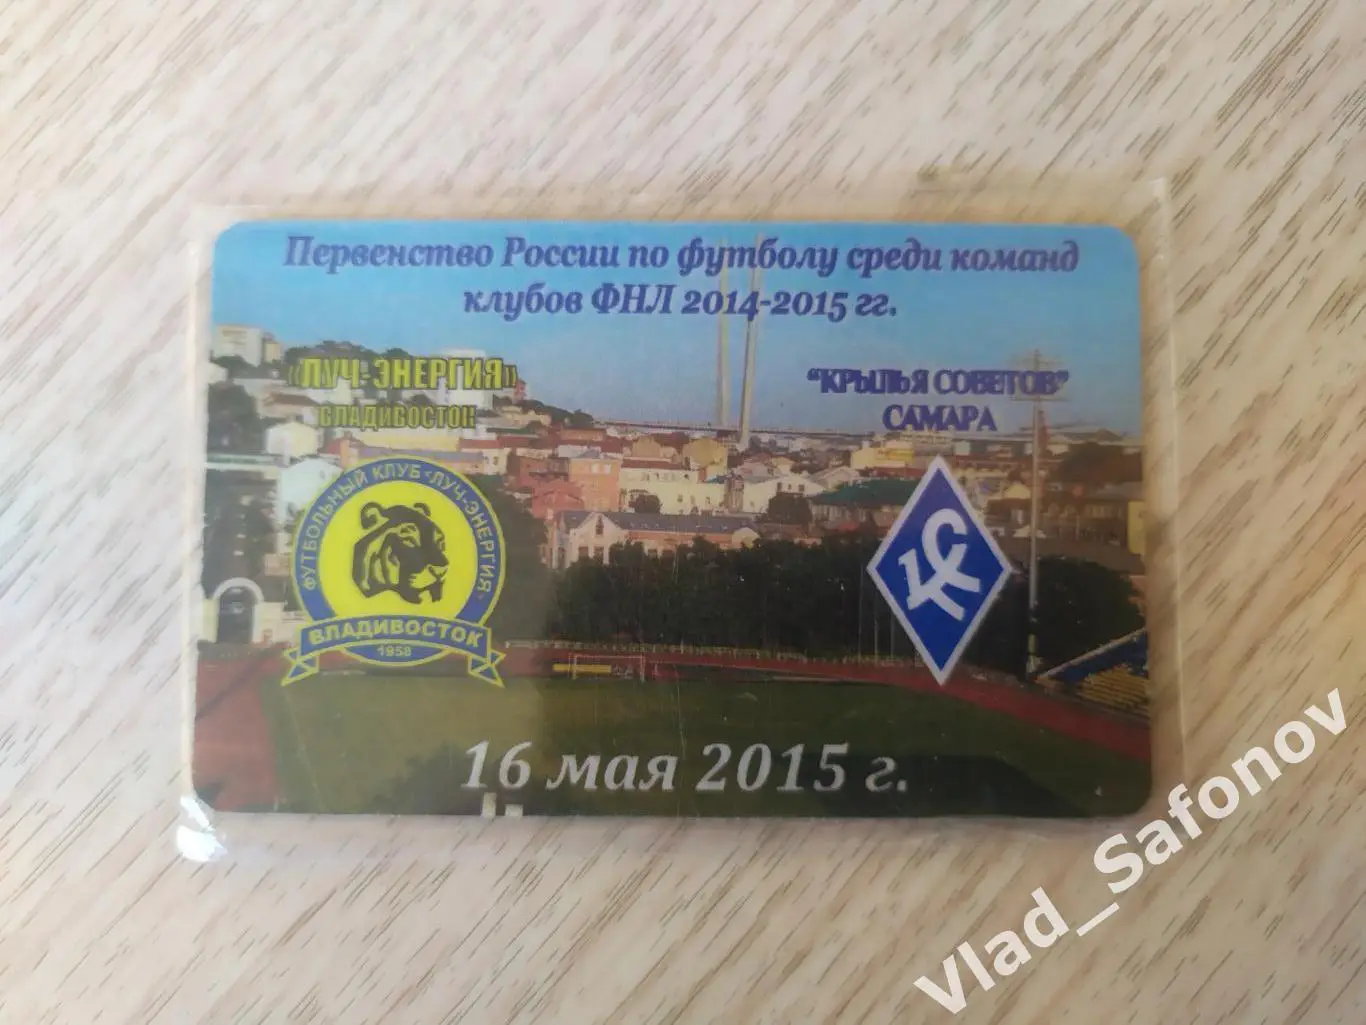 Первенство России по футболу среди команд
клубов ФНЛ 2014-2015 гг.
«ЛУЧ-ЭНЕРГИЯ»
ВЛАДИВОСТОК
"КРЫЛЬЯ СОВЕТОВ"
САМАРА
ФУТБОЛЬНЫЙ КЛУБ "ЛУЧ-ЭНЕРГИЯ"
ВЛАДИВОСТОК
1958
КС
16 мая 2015 г.
Vlad_Safonov